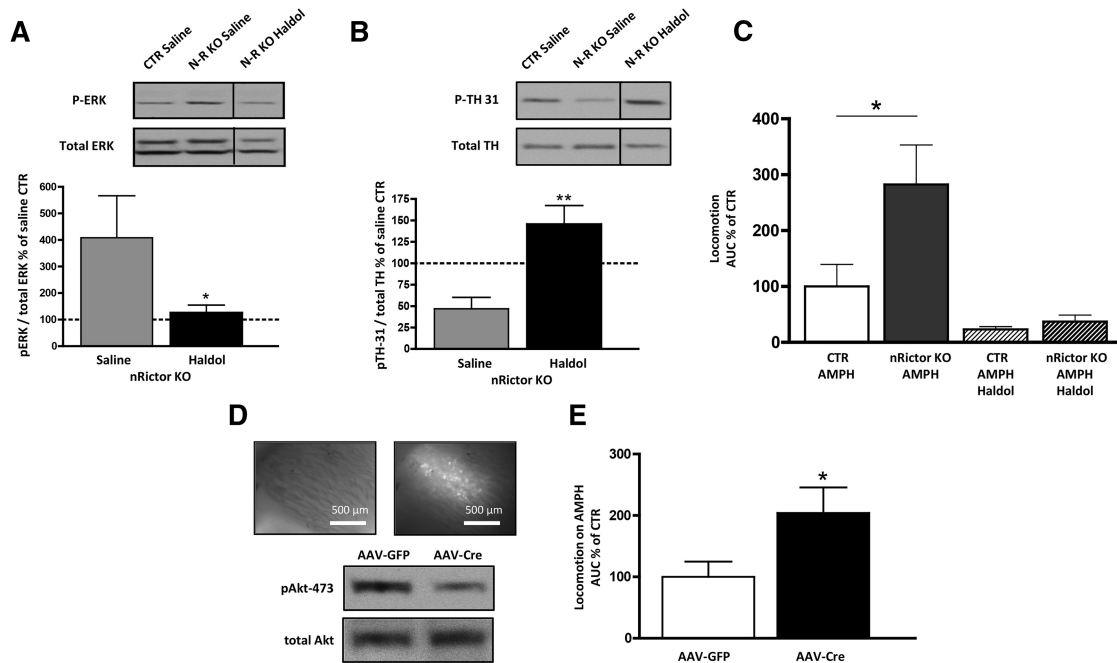 A
CTR Saline
N-R KO Saline
N-R KO Haldol
P-ERK
Total ERK
pERK / total ERK % of saline CTR
600
500
400
300
200
100
0
*
Saline
Haldol
nRictor KO
B
CTR Saline
N-R KO Saline
N-R KO Haldol
P-TH 31
Total TH
pTH-31 / total TH % of saline CTR
175
150
125
100
75
50
25
0
**
Saline
Haldol
nRictor KO
C
Locomotion
AUC % of CTR
400
300
200
100
0
*
CTR
AMPH
nRictor KO
AMPH
CTR
AMPH
Haldol
nRictor KO
AMPH
Haldol
D
500 µm
500 µm
AAV-GFP
AAV-Cre
pAkt-473
total Akt
E
Locomotion on AMPH
AUC % of CTR
300
200
100
0
*
AAV-GFP
AAV-Cre